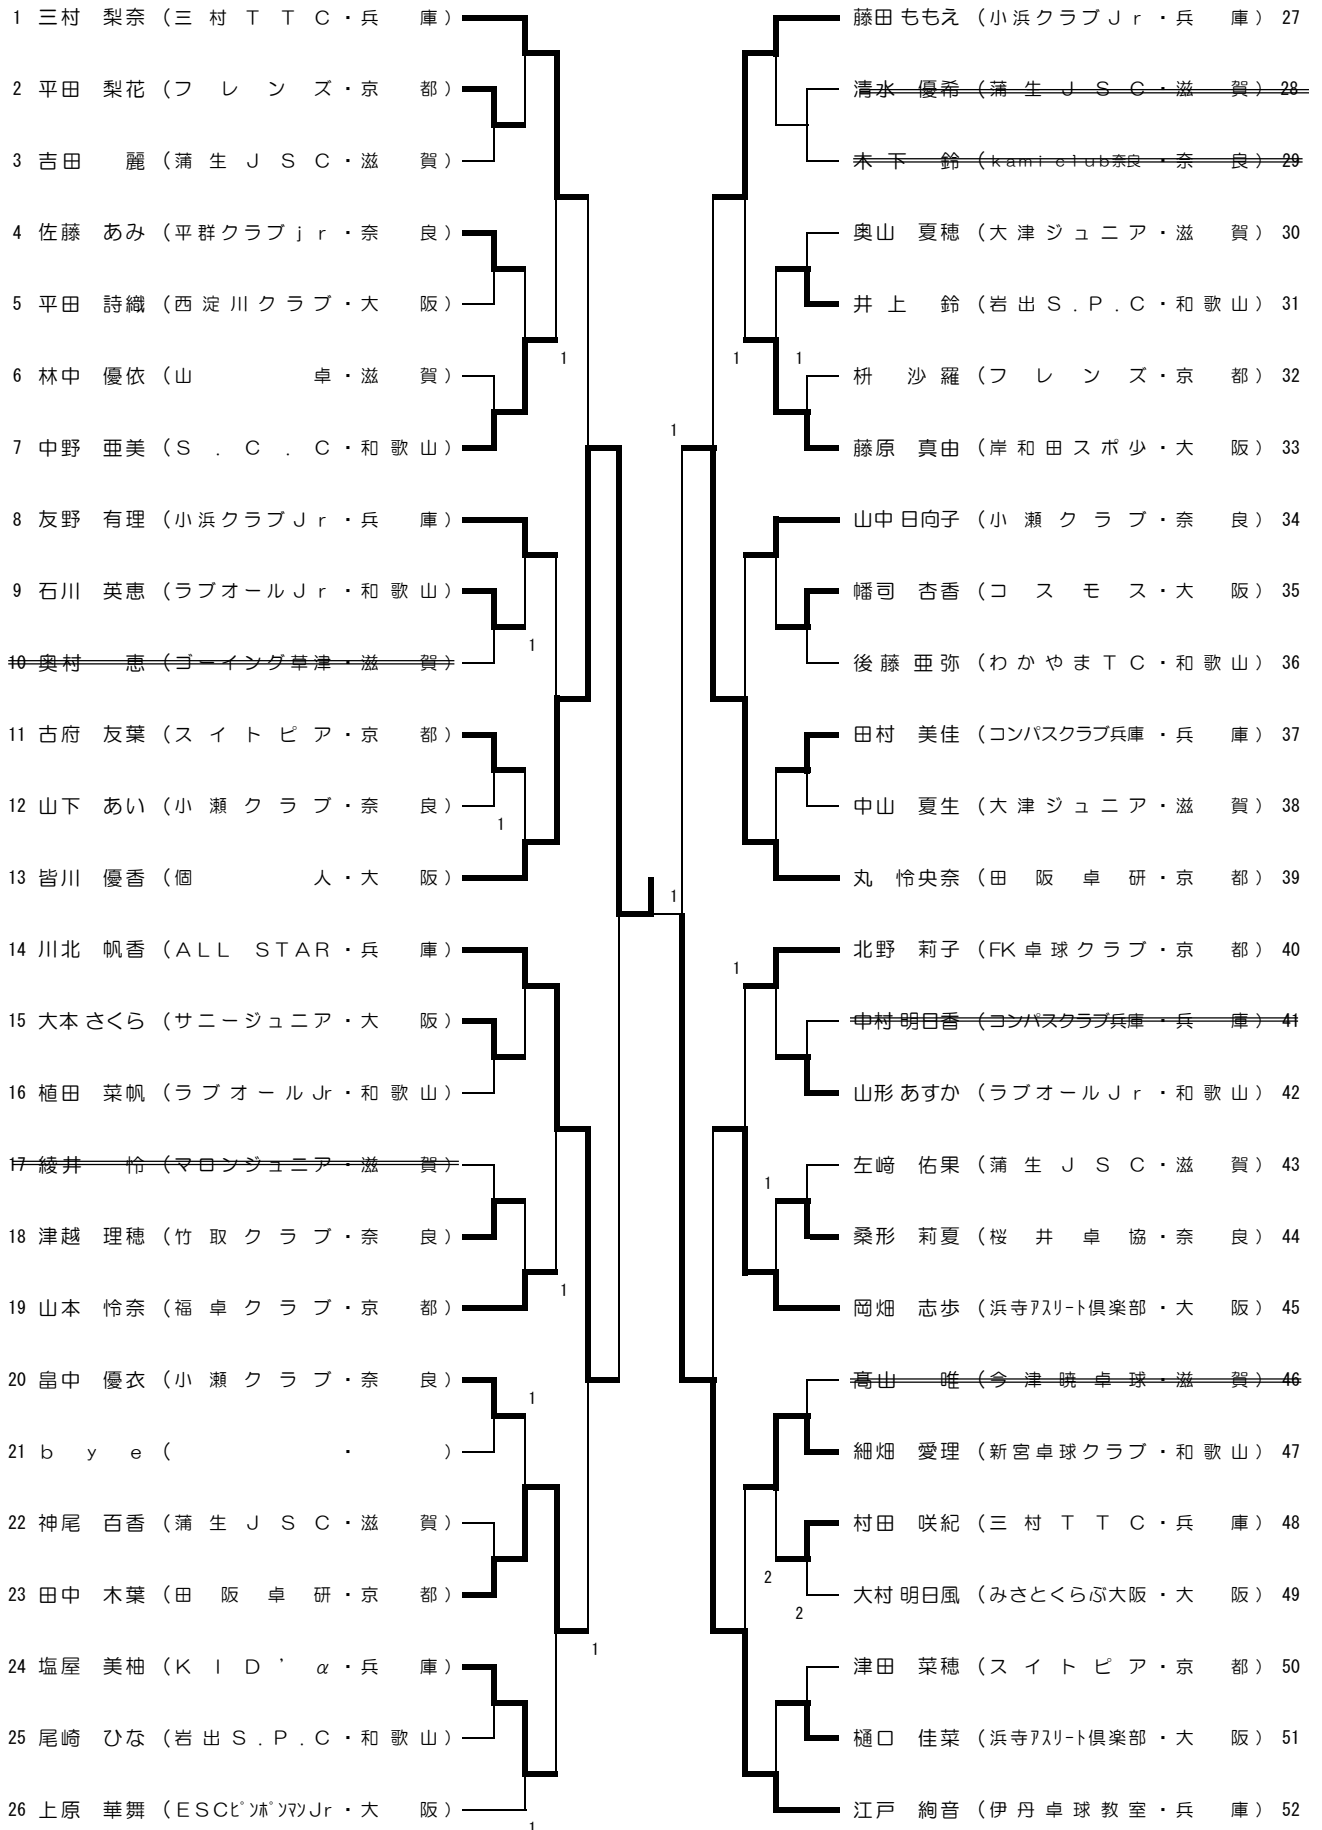 1 三村 梨奈 (三村TTC・兵庫)
2 平田 梨花 (フレンズ・京都)
3 吉田 麗 (蒲生JSC・滋賀)
4 佐藤 あみ (平群クラブjr・奈良)
5 平田 詩織 (西淀川クラブ・大阪)
6 林中 優依 (山卓・滋賀)
7 中野 亜美 (S.C.C・和歌山)
8 友野 有理 (小浜クラブJr・兵庫)
9 石川 英恵 (ラブオールJr・和歌山)
10 奥村 恵 (ゴーイング草津・滋賀)
11 古府 友葉 (スイトピア・京都)
12 山下 あい (小瀬クラブ・奈良)
13 皆川 優香 (個人・大阪)
14 川北 帆香 (ALL STAR・兵庫)
15 大本 さくら (サニージュニア・大阪)
16 植田 菜帆 (ラブオールJr・和歌山)
17 綾井 怜 (マロンジュニア・滋賀)
18 津越 理穂 (竹取クラブ・奈良)
19 山本 怜奈 (福卓クラブ・京都)
20 畠中 優衣 (小瀬クラブ・奈良)
21 bye ( ・ )
22 神尾 百香 (蒲生JSC・滋賀)
23 田中 木葉 (田阪卓研・京都)
24 塩屋 美柚 (KID'α・兵庫)
25 尾崎 ひな (岩出S.P.C・和歌山)
26 上原 華舞 (ESCピンポンマンJr・大阪)
1
1
1
1
1
1
1
藤田 ももえ (小浜クラブJr・兵庫) 27
清水 優希 (蒲生JSC・滋賀) 28
木下 鈴 (kami club奈良・奈良) 29
奥山 夏穂 (大津ジュニア・滋賀) 30
井上 鈴 (岩出S.P.C・和歌山) 31
枡 沙羅 (フレンズ・京都) 32
藤原 真由 (岸和田スポ少・大阪) 33
山中 日向子 (小瀬クラブ・奈良) 34
幡司 杏香 (コスモス・大阪) 35
後藤 亜弥 (わかやまTC・和歌山) 36
田村 美佳 (コンパスクラブ兵庫・兵庫) 37
中山 夏生 (大津ジュニア・滋賀) 38
丸 怜央奈 (田阪卓研・京都) 39
北野 莉子 (FK卓球クラブ・京都) 40
中村 明日香 (コンパスクラブ兵庫・兵庫) 41
山形 あすか (ラブオールJr・和歌山) 42
左﨑 佑果 (蒲生JSC・滋賀) 43
桑形 莉夏 (桜井卓協・奈良) 44
岡畑 志歩 (浜寺アスリート倶楽部・大阪) 45
髙山 唯 (今津暁卓球・滋賀) 46
細畑 愛理 (新宮卓球クラブ・和歌山) 47
村田 咲紀 (三村TTC・兵庫) 48
大村 明日風 (みさとくらぶ大阪・大阪) 49
津田 菜穂 (スイトピア・京都) 50
樋口 佳菜 (浜寺アスリート倶楽部・大阪) 51
江戸 絢音 (伊丹卓球教室・兵庫) 52
1
1
1
1
1
1
2
2